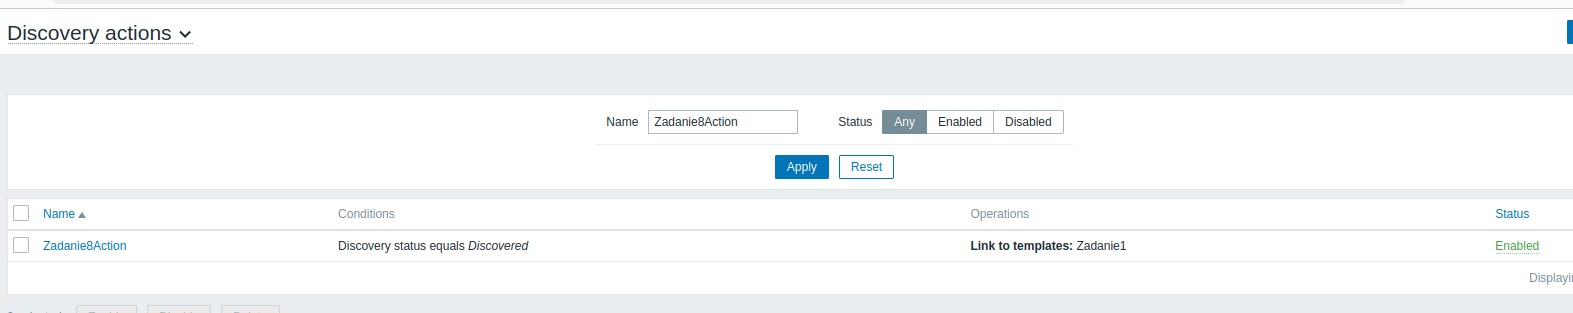 Discovery actions
Name Zadanie8Action Status Any Enabled Disabled
Apply Reset
Name Conditions Operations Status
Zadanie8Action Discovery status equals Discovered Link to templates: Zadanie1 Enabled